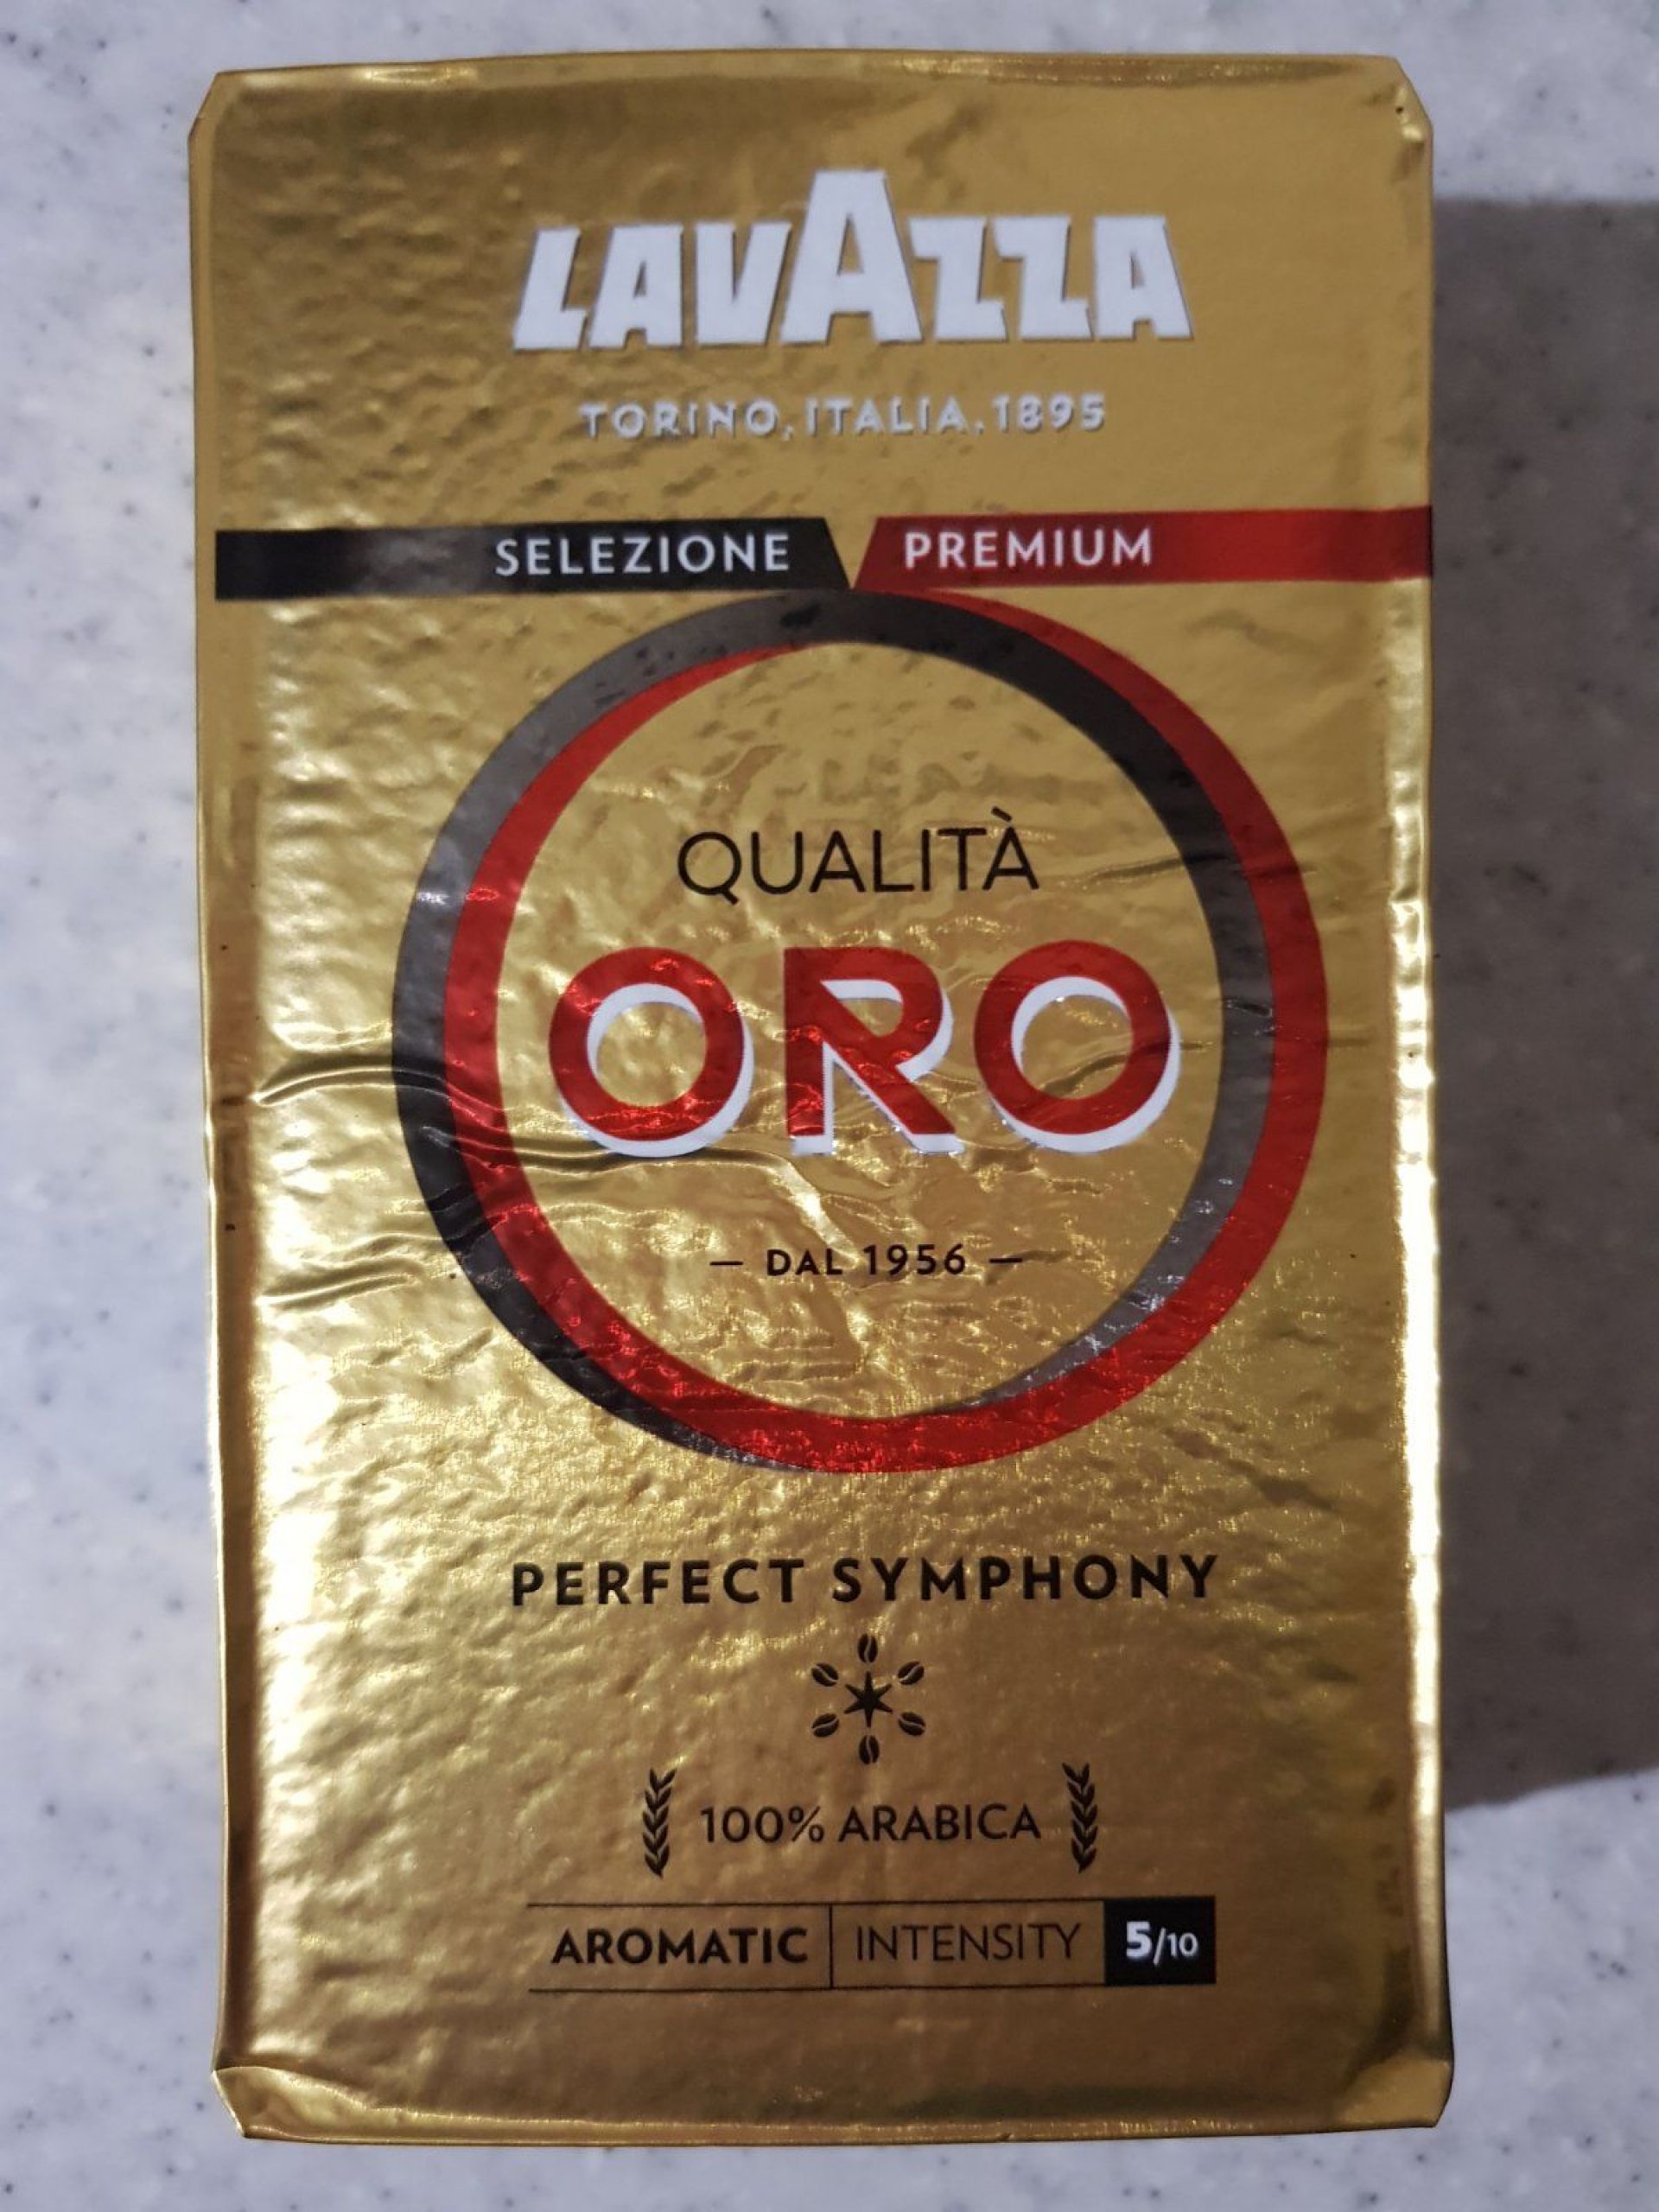 LAVAZZA
TORINO, ITALIA, 1895
SELEZIONE PREMIUM
QUALITÀ
ORO
— DAL 1956 —
PERFECT SYMPHONY
100% ARABICA
AROMATIC INTENSITY 5/10